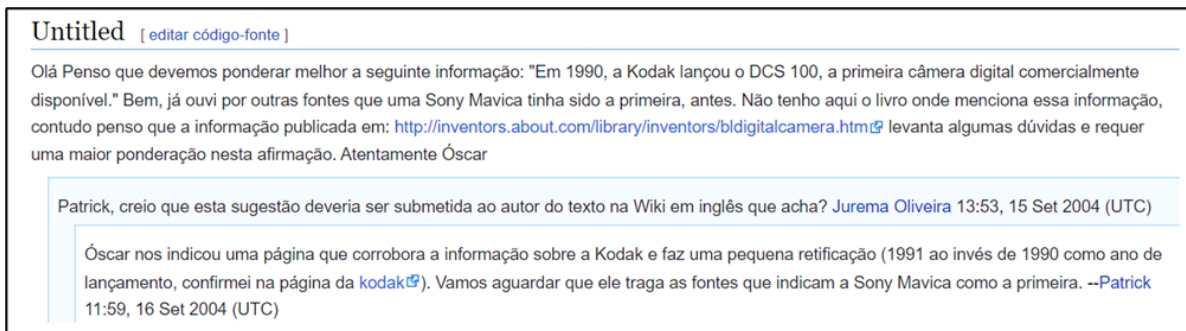 Untitled [ editar código-fonte ]
Olá Penso que devemos ponderar melhor a seguinte informação: "Em 1990, a Kodak lançou o DCS 100, a primeira câmera digital comercialmente
disponível." Bem, já ouvi por outras fontes que uma Sony Mavica tinha sido a primeira, antes. Não tenho aqui o livro onde menciona essa informação,
contudo penso que a informação publicada em: http://inventors.about.com/library/inventors/bldigitalcamera.htm levanta algumas dúvidas e requer
uma maior ponderação nesta afirmação. Atentamente Óscar
Patrick, creio que esta sugestão deveria ser submetida ao autor do texto na Wiki em inglês que acha? Jurema Oliveira 13:53, 15 Set 2004 (UTC)
Óscar nos indicou uma página que corrobora a informação sobre a Kodak e faz uma pequena retificação (1991 ao invés de 1990 como ano de
lançamento, confirmei na página da kodak). Vamos aguardar que ele traga as fontes que indicam a Sony Mavica como a primeira. --Patrick
11:59, 16 Set 2004 (UTC)